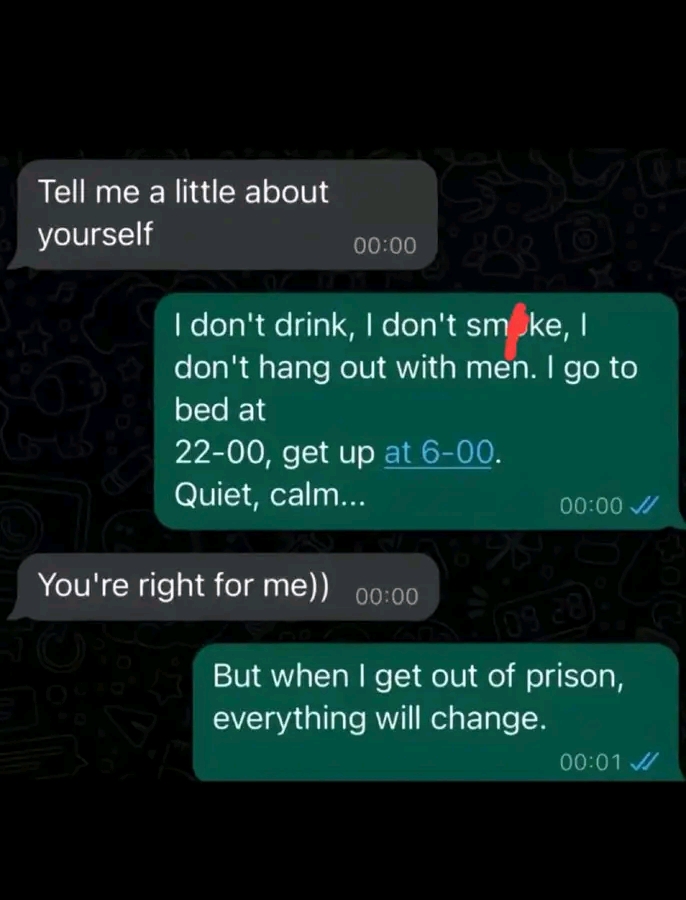 Tell me a little about
yourself
00:00
I don't drink, I don't smoke, I
don't hang out with men. I go to
bed at
22-00, get up at 6-00.
Quiet, calm...
00:00
You're right for me))
00:00
But when I get out of prison,
everything will change.
00:01